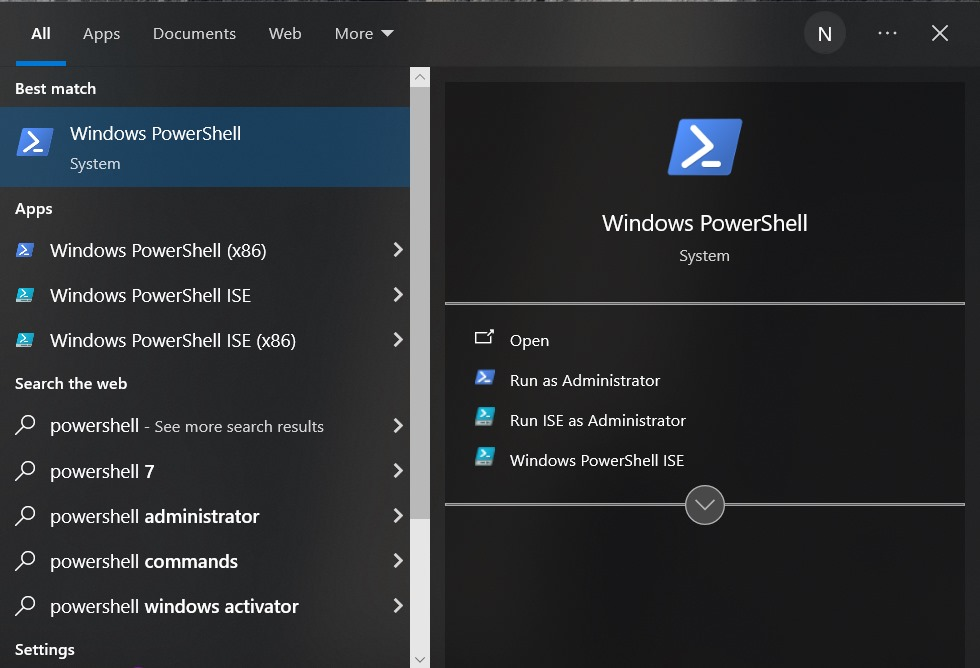 All Apps Documents Web More N
Best match
Windows PowerShell
System
Apps
Windows PowerShell (x86)
Windows PowerShell ISE
Windows PowerShell ISE (x86)
Search the web
powershell - See more search results
powershell 7
powershell administrator
powershell commands
powershell windows activator
Settings
Windows PowerShell
System
Open
Run as Administrator
Run ISE as Administrator
Windows PowerShell ISE